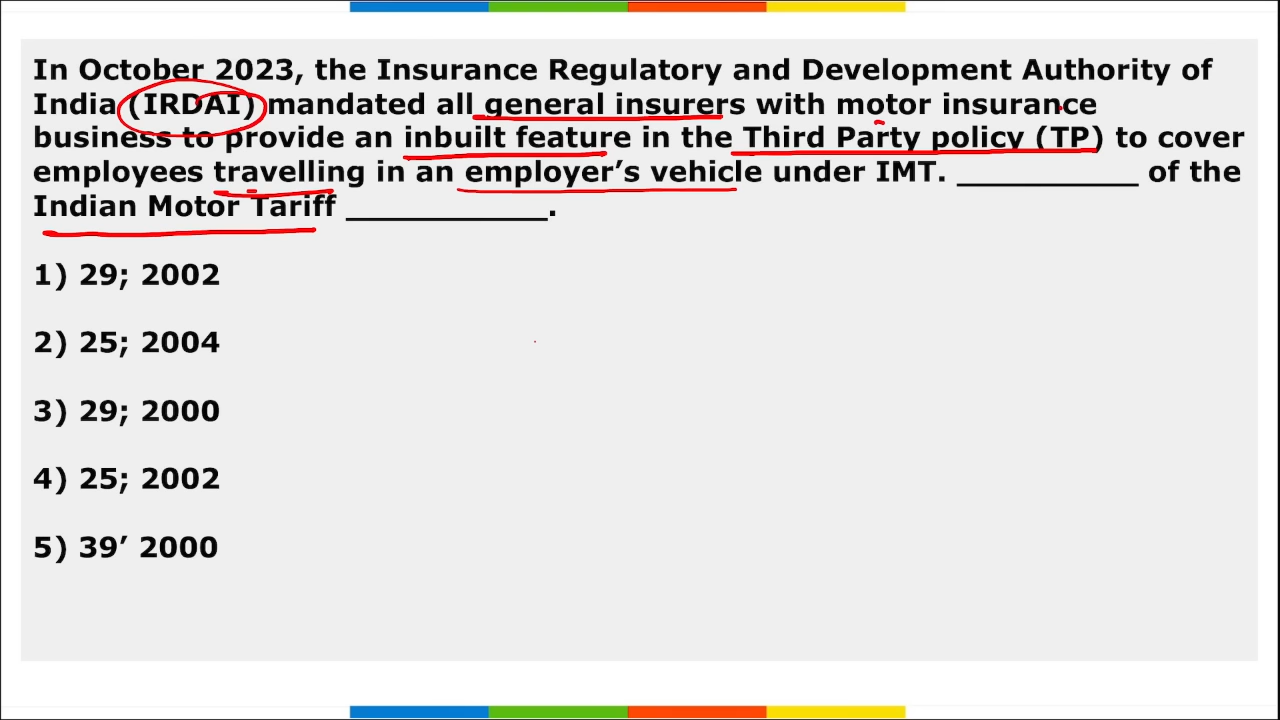 In October 2023, the Insurance Regulatory and Development Authority of
India (IRDAI) mandated all general insurers with motor insurance
business to provide an inbuilt feature in the Third Party policy (TP) to cover
employees travelling in an employer’s vehicle under IMT. ____________ of the
Indian Motor Tariff _____________.
1) 29; 2002
2) 25; 2004
3) 29; 2000
4) 25; 2002
5) 39’ 2000